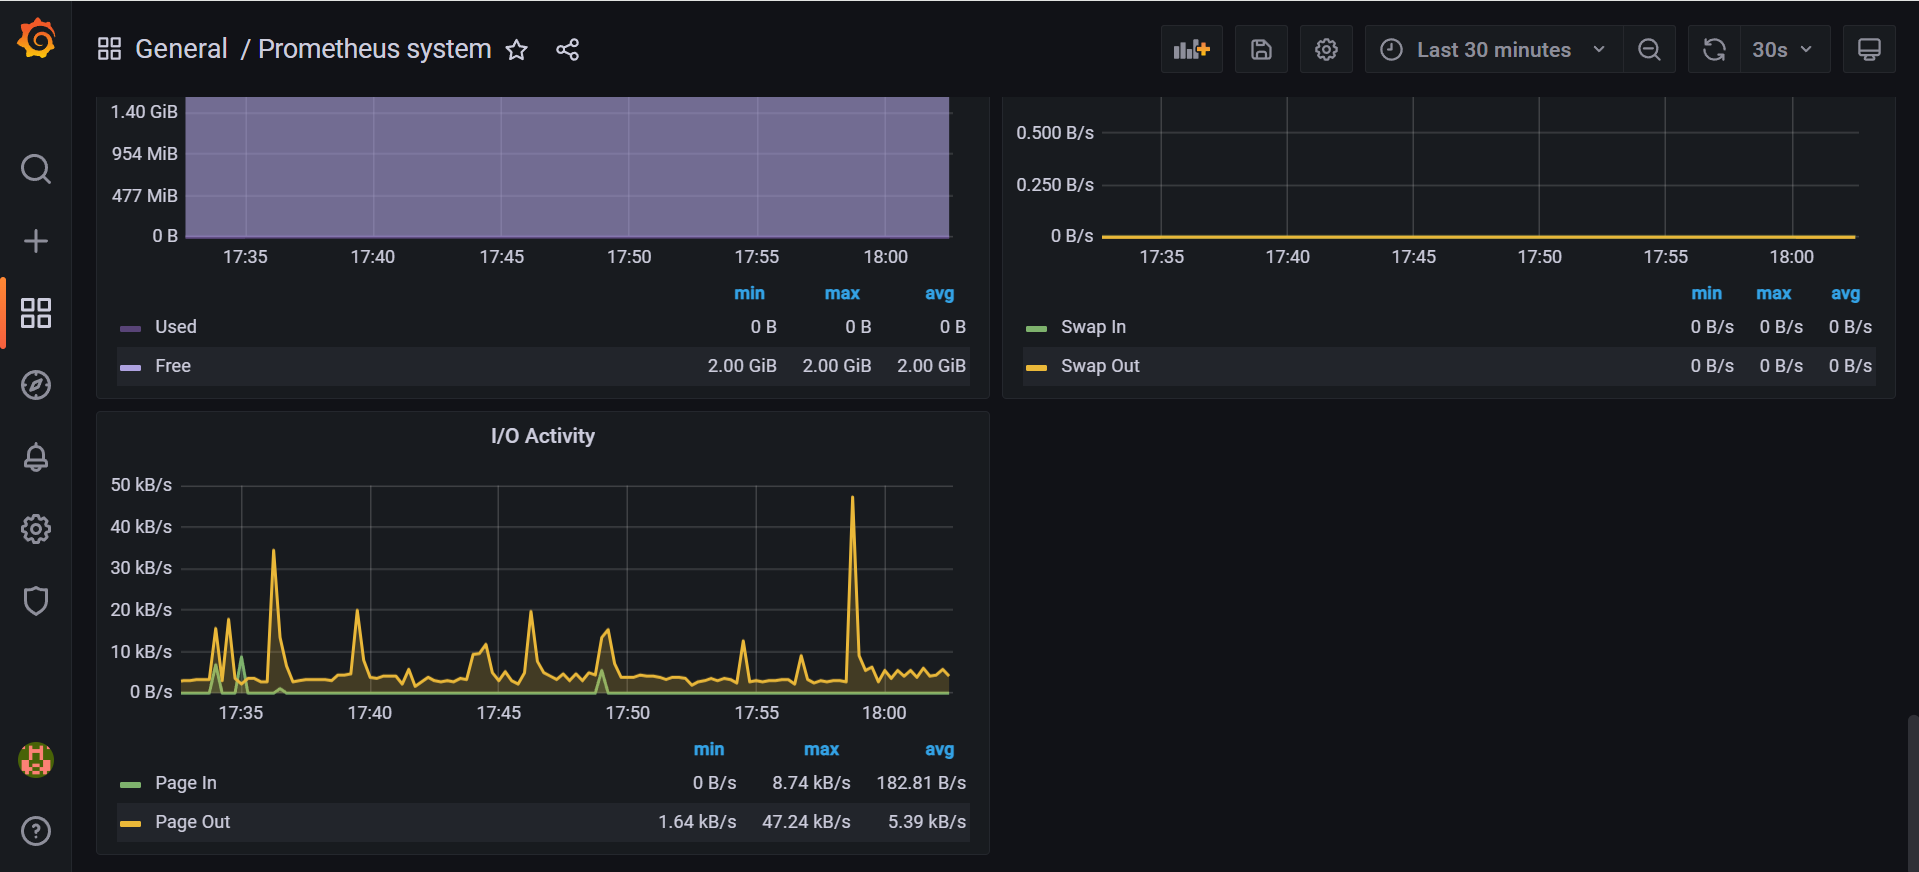 General / Prometheus system
Last 30 minutes
30s
1.40 GiB
954 MiB
477 MiB
0 B
17:35 17:40 17:45 17:50 17:55 18:00
min max avg
Used 0 B 0 B 0 B
Free 2.00 GiB 2.00 GiB 2.00 GiB
0.500 B/s
0.250 B/s
0 B/s
17:35 17:40 17:45 17:50 17:55 18:00
min max avg
Swap In 0 B/s 0 B/s 0 B/s
Swap Out 0 B/s 0 B/s 0 B/s
I/O Activity
50 kB/s
40 kB/s
30 kB/s
20 kB/s
10 kB/s
0 B/s
17:35 17:40 17:45 17:50 17:55 18:00
min max avg
Page In 0 B/s 8.74 kB/s 182.81 B/s
Page Out 1.64 kB/s 47.24 kB/s 5.39 kB/s